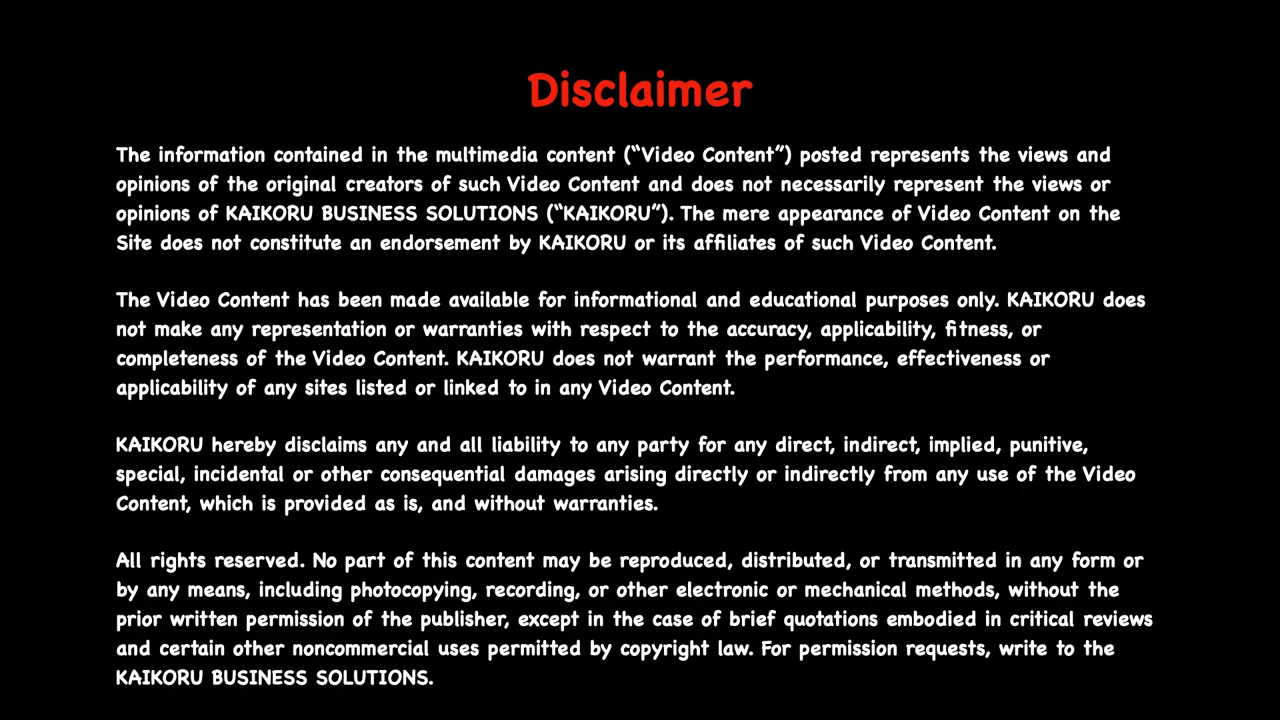 Disclaimer
The information contained in the multimedia content (“Video Content”) posted represents the views and
opinions of the original creators of such Video Content and does not necessarily represent the views or
opinions of KAIKORU BUSINESS SOLUTIONS (“KAIKORU”). The mere appearance of Video Content on the
Site does not constitute an endorsement by KAIKORU or its affiliates of such Video Content.
The Video Content has been made available for informational and educational purposes only. KAIKORU does
not make any representation or warranties with respect to the accuracy, applicability, fitness, or
completeness of the Video Content. KAIKORU does not warrant the performance, effectiveness or
applicability of any sites listed or linked to in any Video Content.
KAIKORU hereby disclaims any and all liability to any party for any direct, indirect, implied, punitive,
special, incidental or other consequential damages arising directly or indirectly from any use of the Video
Content, which is provided as is, and without warranties.
All rights reserved. No part of this content may be reproduced, distributed, or transmitted in any form or
by any means, including photocopying, recording, or other electronic or mechanical methods, without the
prior written permission of the publisher, except in the case of brief quotations embodied in critical reviews
and certain other noncommercial uses permitted by copyright law. For permission requests, write to the
KAIKORU BUSINESS SOLUTIONS.